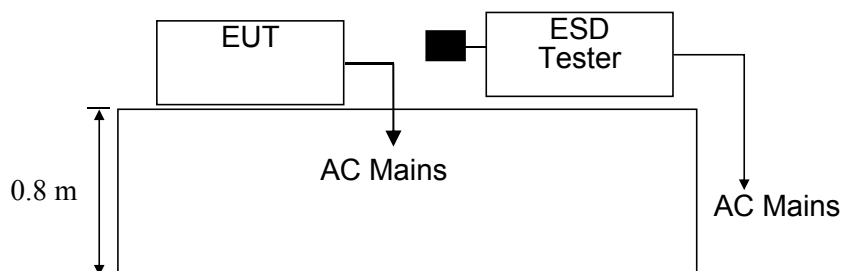 EUT
ESD
Tester
AC Mains
0.8 m
AC Mains